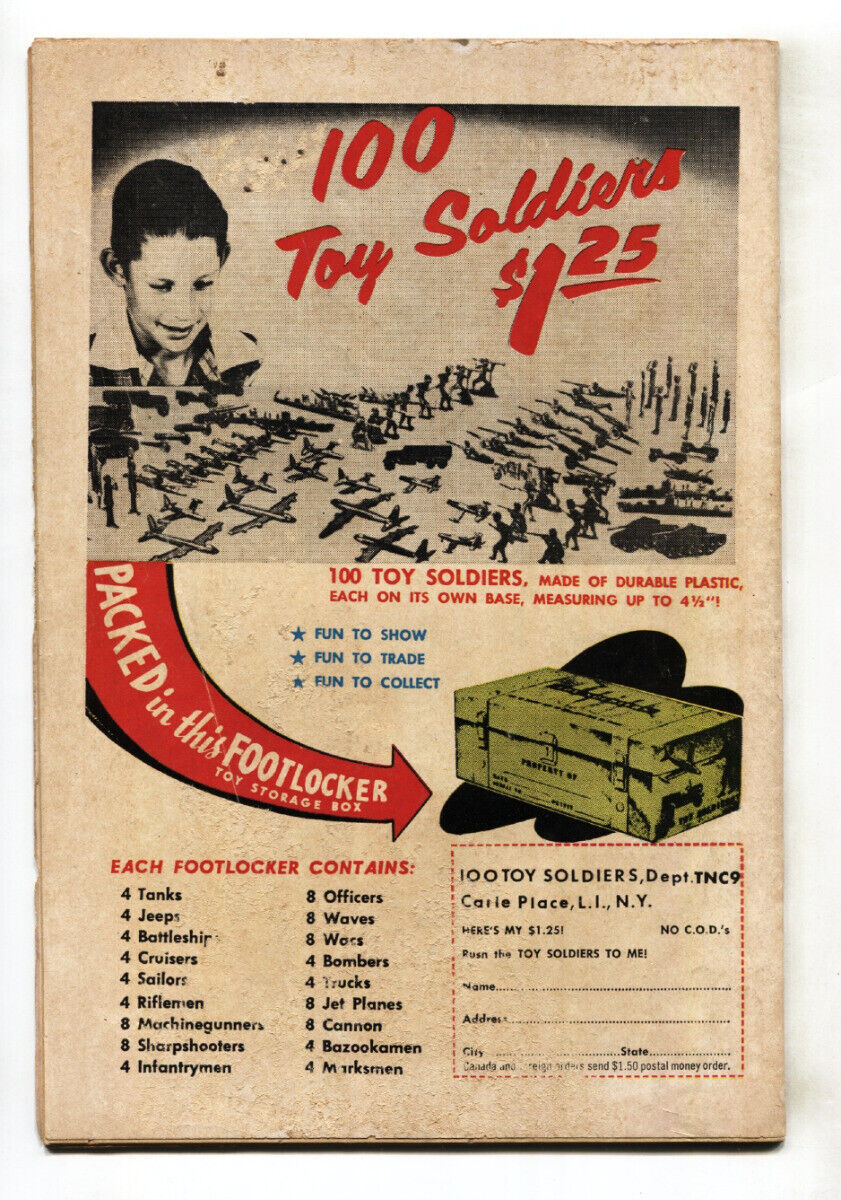 100
Toy Soldiers
$1.25
100 TOY SOLDIERS, MADE OF DURABLE PLASTIC,
EACH ON ITS OWN BASE, MEASURING UP TO 4½"!
★ FUN TO SHOW
★ FUN TO TRADE
★ FUN TO COLLECT
PACKED in this FOOTLOCKER
TOY STORAGE BOX
PROPERTY OF
EACH FOOTLOCKER CONTAINS:
4 Tanks
4 Jeeps
4 Battleships
4 Cruisers
4 Sailors
4 Riflemen
8 Machinegunners
8 Sharpshooters
4 Infantrymen
8 Officers
8 Waves
8 Wacs
4 Bombers
4 Trucks
8 Jet Planes
8 Cannon
4 Bazookamen
4 Marksmen
100 TOY SOLDIERS, Dept. TNC9
Carle Place, L.I., N.Y.
HERE'S MY $1.25! NO C.O.D.'s
Rush the TOY SOLDIERS TO ME!
Name
Address
City State
Canada and foreign orders send $1.50 postal money order.